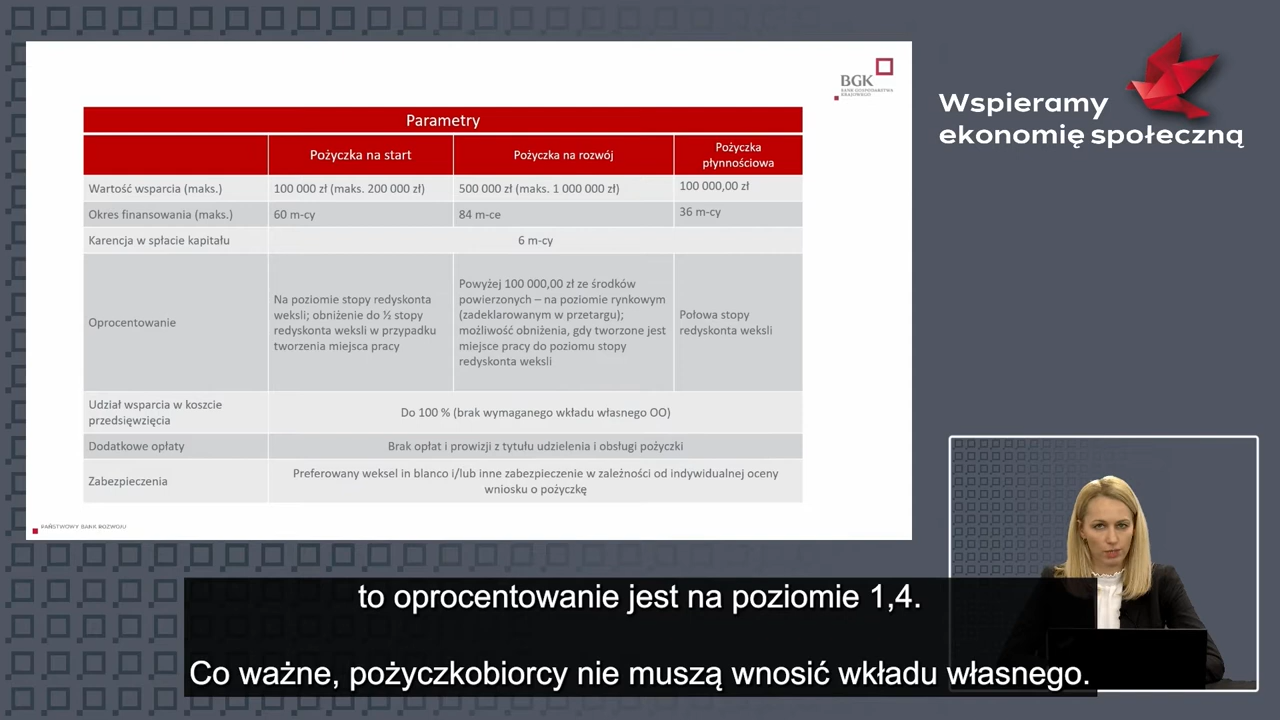 BGK
BANK GOSPODARSTWA
KRAJOWEGO
Wspieramy
ekonomię społeczną
Parametry
Pożyczka na start
Pożyczka na rozwój
Pożyczka
płynnościowa
Wartość wsparcia (maks.)
100 000 zł (maks. 200 000 zł)
500 000 zł (maks. 1 000 000 zł)
100 000,00 zł
Okres finansowania (maks.)
60 m-cy
84 m-ce
36 m-cy
Karencja w spłacie kapitału
6 m-cy
Oprocentowanie
Na poziomie stopy redyskonta
weksli; obniżenie do ½ stopy
redyskonta weksli w przypadku
tworzenia miejsca pracy
Powyżej 100 000,00 zł ze środków
powierzonych – na poziomie rynkowym
(zadeklarowanym w przetargu);
możliwość obniżenia, gdy tworzone jest
miejsce pracy do poziomu stopy
redyskonta weksli
Połowa stopy
redyskonta weksli
Udział wsparcia w koszcie
przedsięwzięcia
Do 100 % (brak wymaganego wkładu własnego OO)
Dodatkowe opłaty
Brak opłat i prowizji z tytułu udzielenia i obsługi pożyczki
Zabezpieczenia
Preferowany weksel in blanco i/lub inne zabezpieczenie w zależności od indywidualnej oceny
wniosku o pożyczkę
PAŃSTWOWY BANK ROZWOJU
to oprocentowanie jest na poziomie 1,4.
Co ważne, pożyczkobiorcy nie muszą wnosić wkładu własnego.